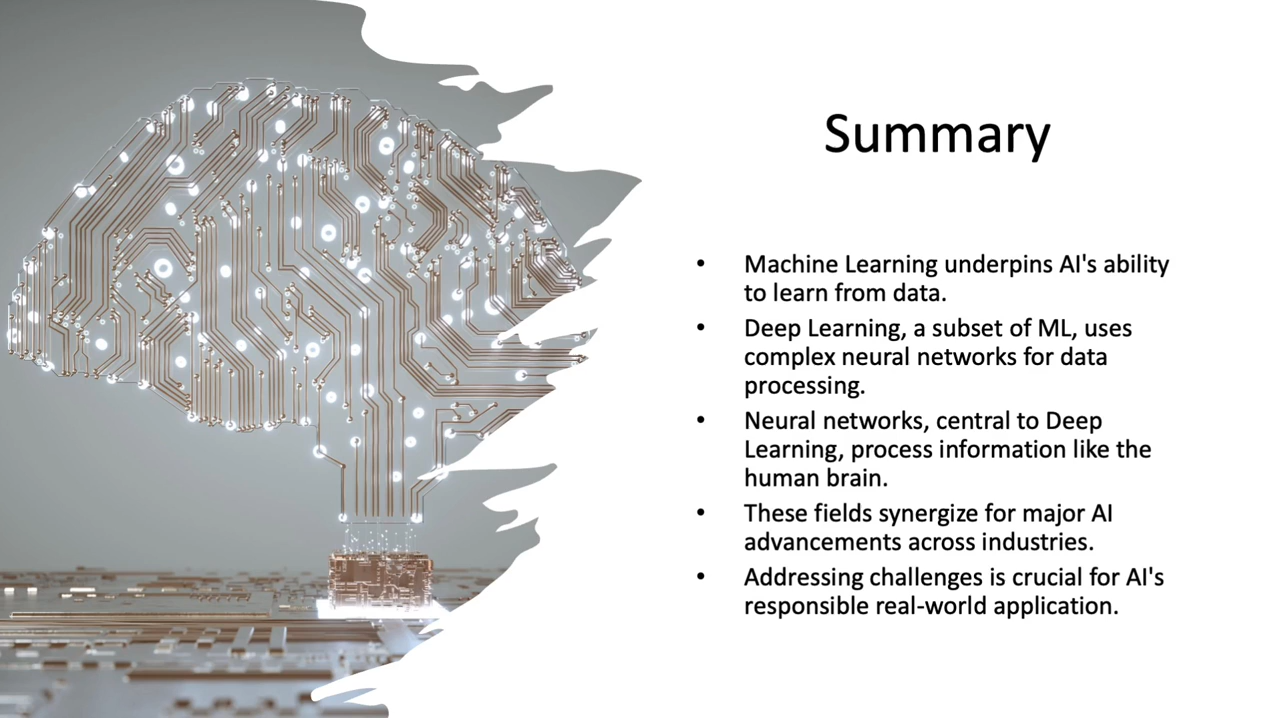 Summary
• Machine Learning underpins AI's ability
to learn from data.
• Deep Learning, a subset of ML, uses
complex neural networks for data
processing.
• Neural networks, central to Deep
Learning, process information like the
human brain.
• These fields synergize for major AI
advancements across industries.
• Addressing challenges is crucial for AI's
responsible real-world application.